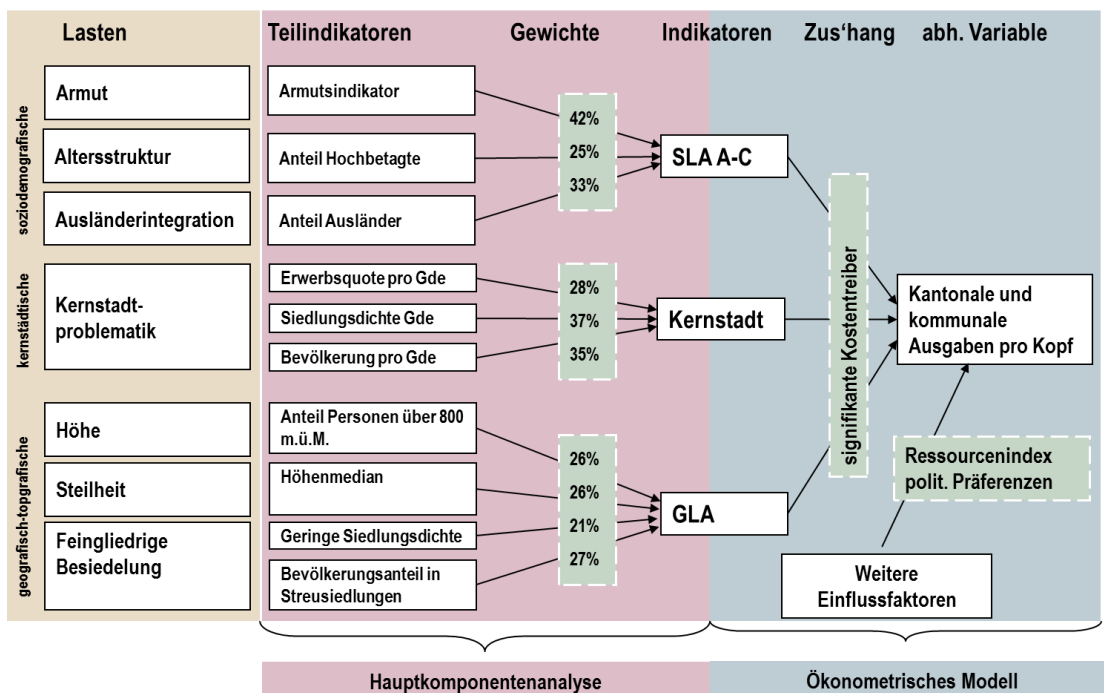 Lasten
Teilindikatoren
Gewichte
Indikatoren
Zus'hang
abh. Variable
soziodemografische
Armut
Altersstruktur
Ausländerintegration
Armutsindikator
Anteil Hochbetagte
Anteil Ausländer
42%
25%
33%
SLA A-C
kernstädtische
Kernstadt-
problematik
Erwerbsquote pro Gde
Siedlungsdichte Gde
Bevölkerung pro Gde
28%
37%
35%
Kernstadt
signifikante Kostentreiber
Kantonale und
kommunale
Ausgaben pro Kopf
geografisch-topgrafische
Höhe
Steilheit
Feingliedrige
Besiedelung
Anteil Personen über 800
m.ü.M.
Höhenmedian
Geringe Siedlungsdichte
Bevölkerungsanteil in
Streusiedlungen
26%
26%
21%
27%
GLA
Ressourcenindex
polit. Präferenzen
Weitere
Einflussfaktoren
Hauptkomponentenanalyse
Ökonometrisches Modell